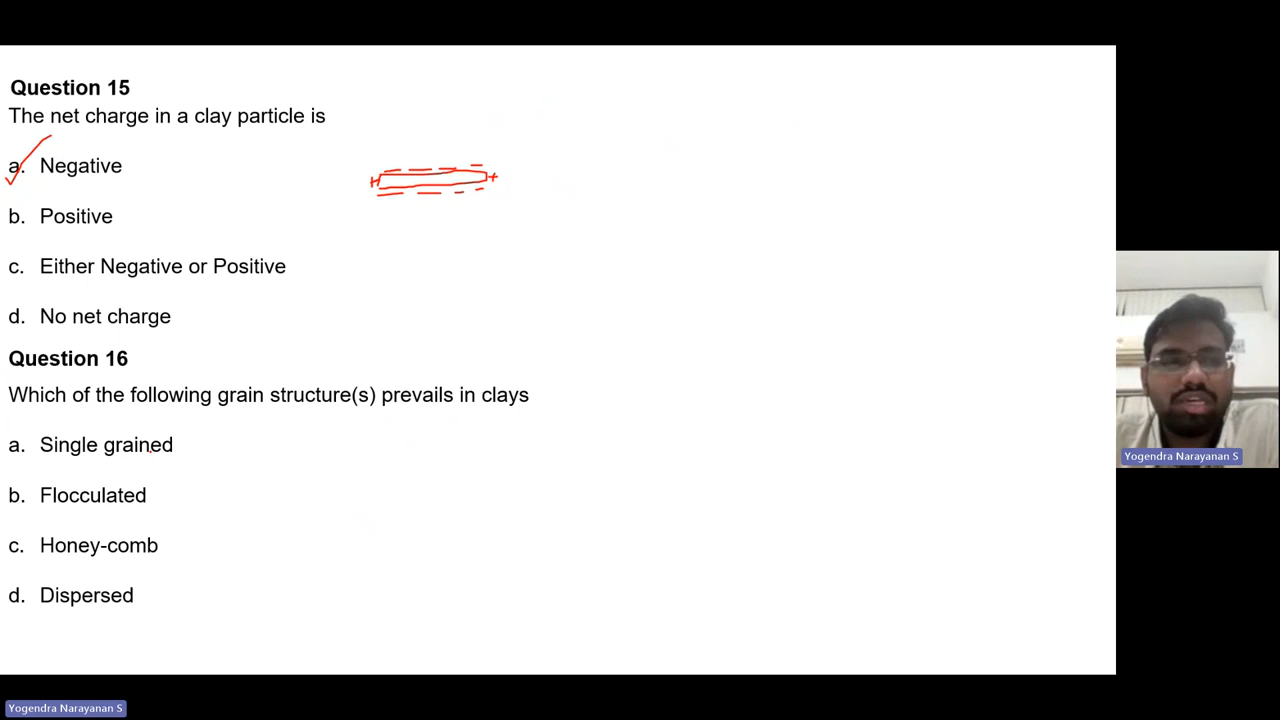 Question 15
The net charge in a clay particle is
a. Negative
b. Positive
c. Either Negative or Positive
d. No net charge
Question 16
Which of the following grain structure(s) prevails in clays
a. Single grained
b. Flocculated
c. Honey-comb
d. Dispersed
+ +
Yogendra Narayanan S
Yogendra Narayanan S